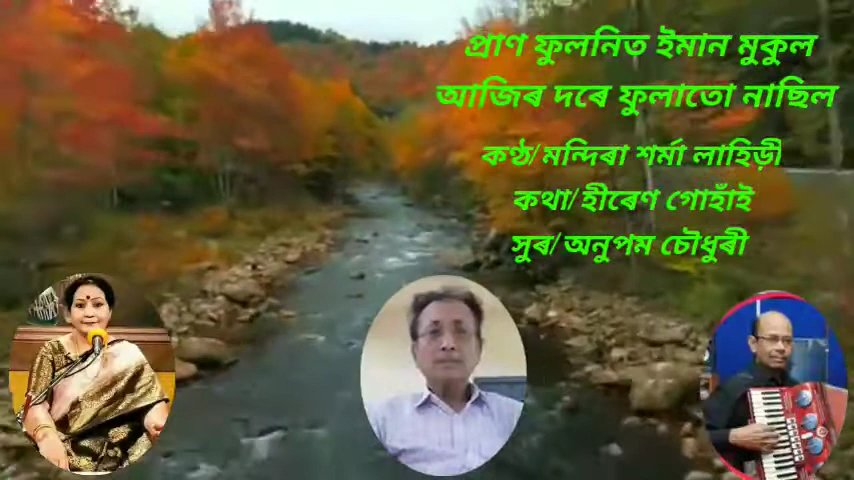 প্ৰাণ ফুলনিত ইমান মুকুল
আজিৰ দৰে ফুলাতো নাছিল
কণ্ঠ/মন্দিৰা শৰ্মা লাহিড়ী
কথা/হীৰেণ গোহাঁই
সুৰ/অনুপম চৌধুৰী